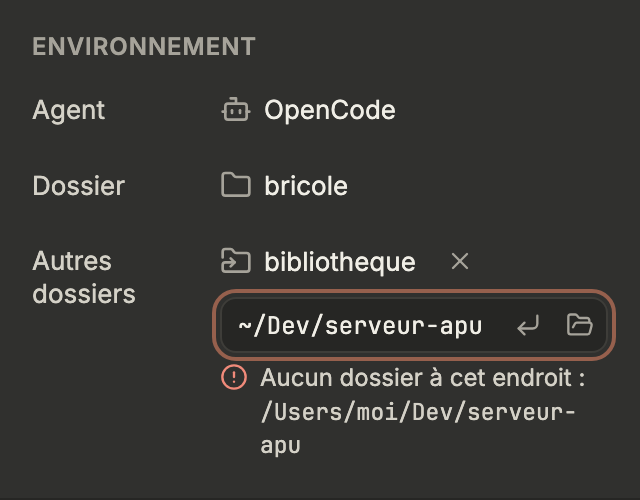 ENVIRONNEMENT
Agent OpenCode
Dossier bricole
Autres dossiers bibliotheque
~/Dev/serveur-apu
Aucun dossier à cet endroit :
/Users/moi/Dev/serveur-
apu